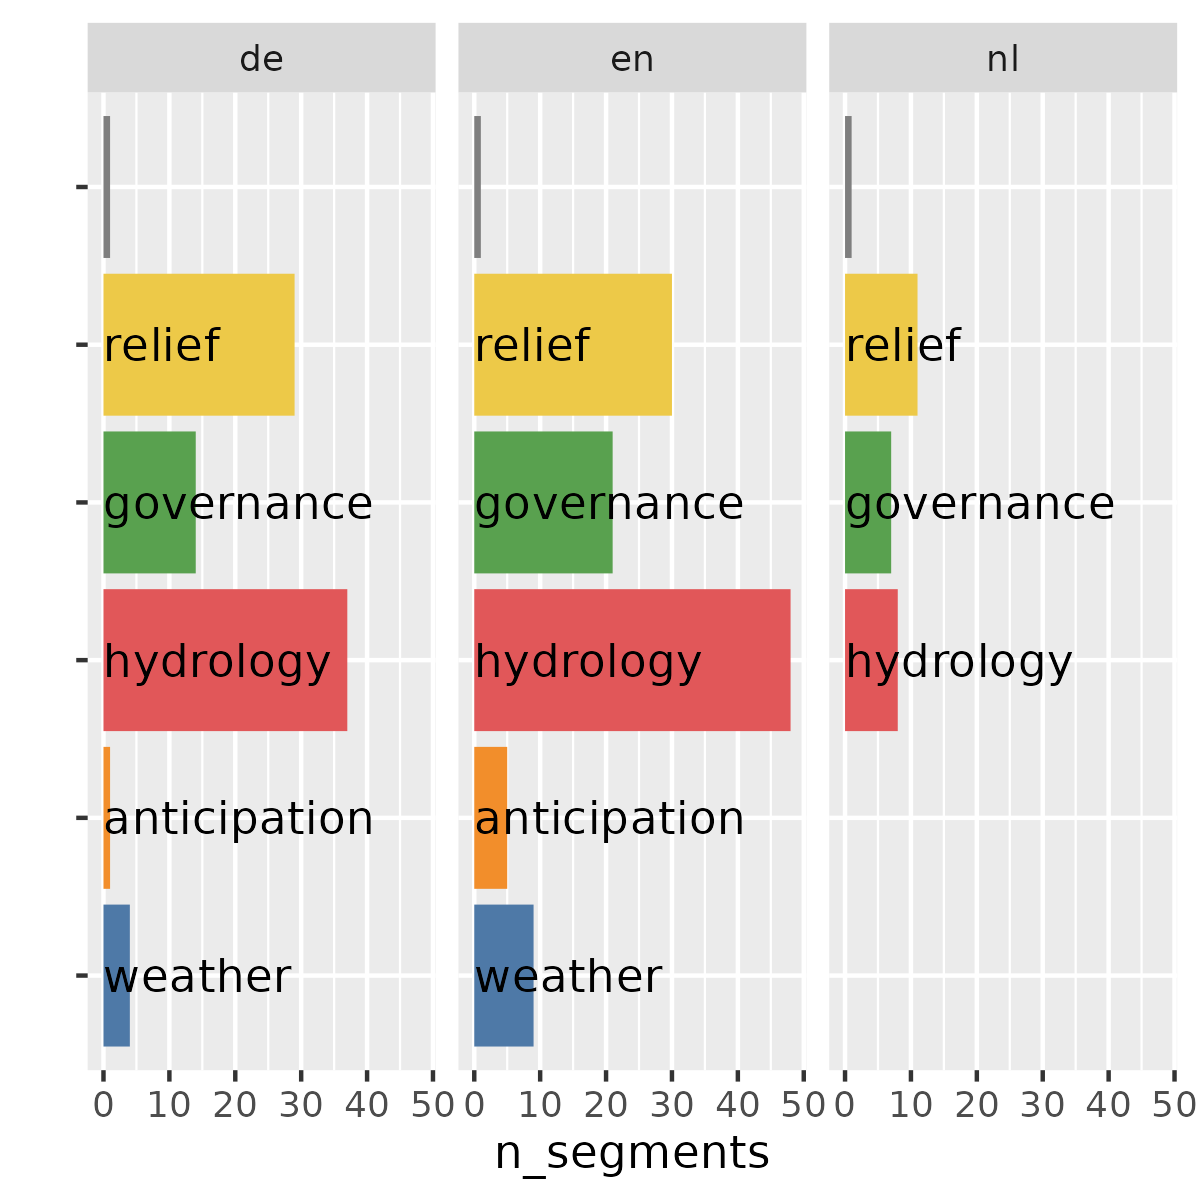 de en nl
relief relief relief
governance governance governance
hydrology hydrology hydrology
anticipation anticipation
weather weather
0 10 20 30 40 50 0 10 20 30 40 50 0 10 20 30 40 50
n_segments